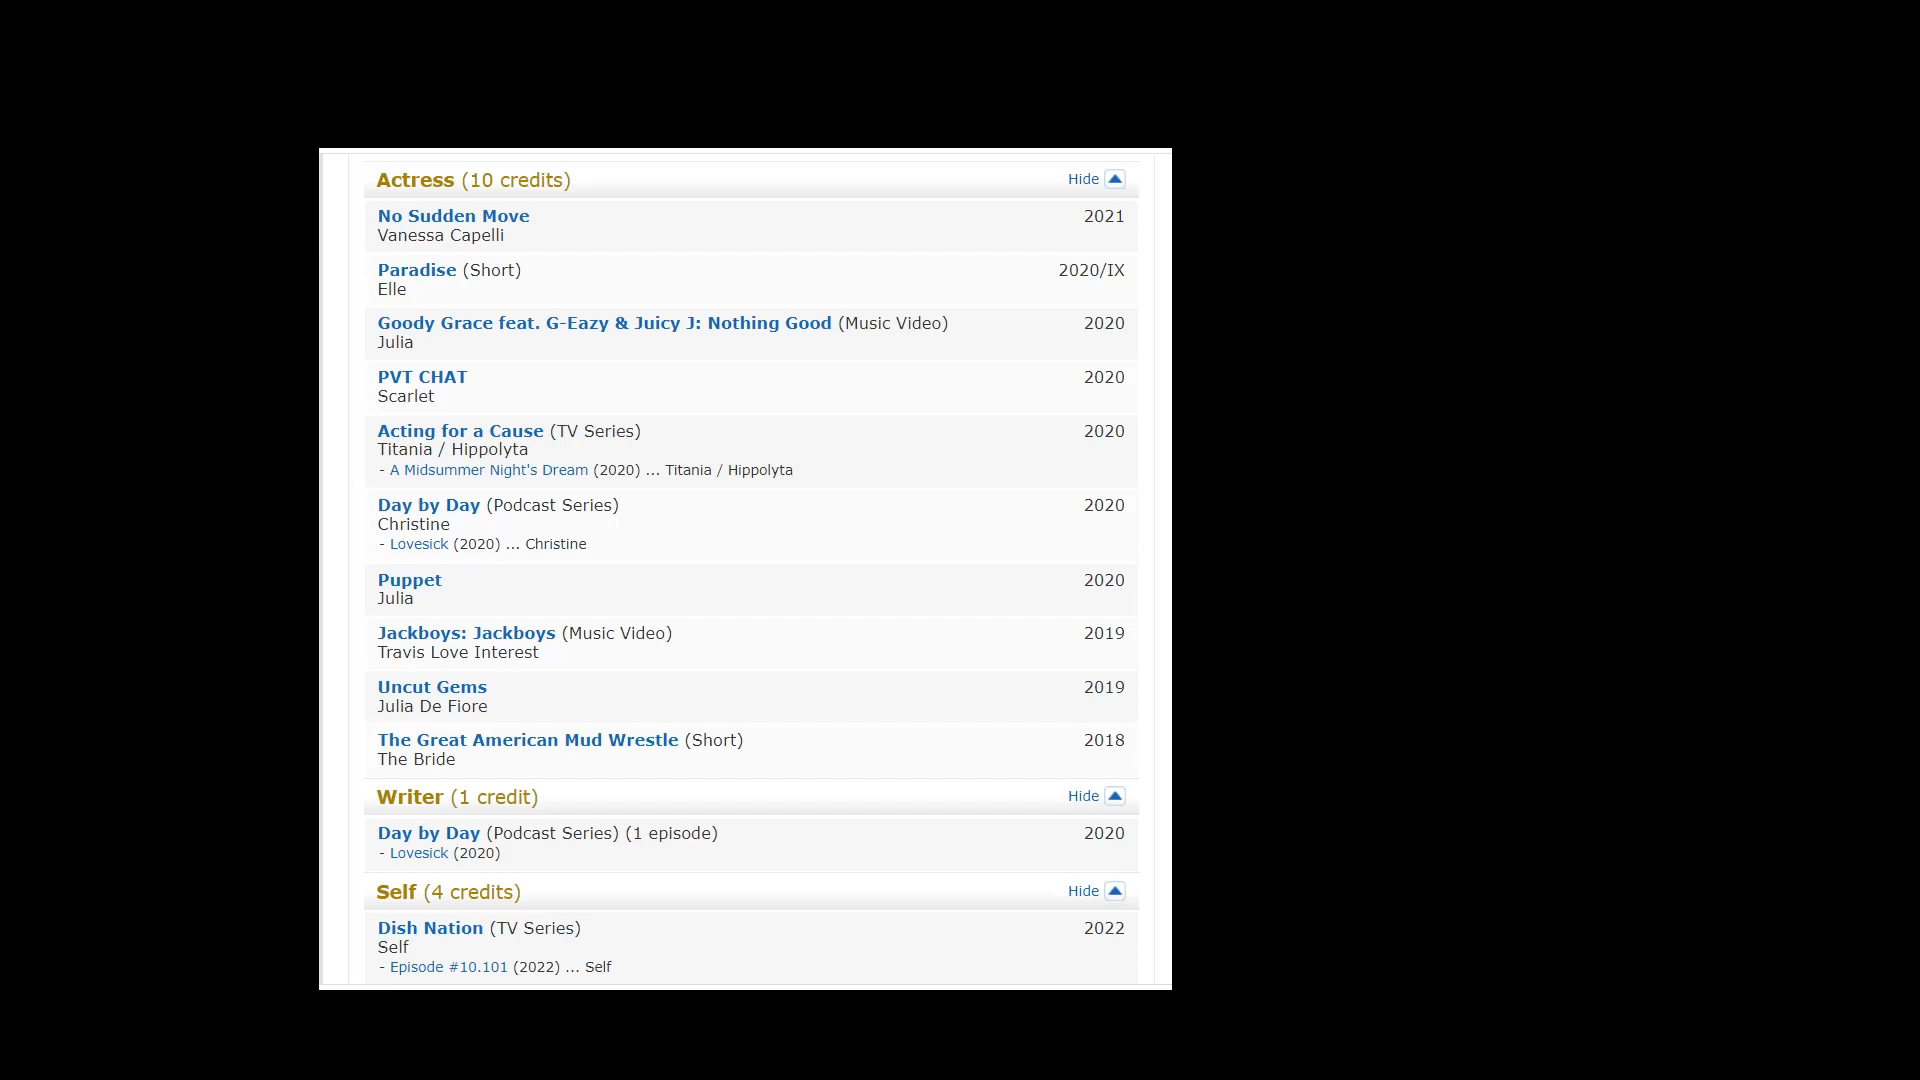 Actress (10 credits) Hide
No Sudden Move 2021
Vanessa Capelli
Paradise (Short) 2020/IX
Elle
Goody Grace feat. G-Eazy & Juicy J: Nothing Good (Music Video) 2020
Julia
PVT CHAT 2020
Scarlet
Acting for a Cause (TV Series) 2020
Titania / Hippolyta
- A Midsummer Night's Dream (2020) ... Titania / Hippolyta
Day by Day (Podcast Series) 2020
Christine
- Lovesick (2020) ... Christine
Puppet 2020
Julia
Jackboys: Jackboys (Music Video) 2019
Travis Love Interest
Uncut Gems 2019
Julia De Fiore
The Great American Mud Wrestle (Short) 2018
The Bride
Writer (1 credit) Hide
Day by Day (Podcast Series) (1 episode) 2020
- Lovesick (2020)
Self (4 credits) Hide
Dish Nation (TV Series) 2022
Self
- Episode #10.101 (2022) ... Self